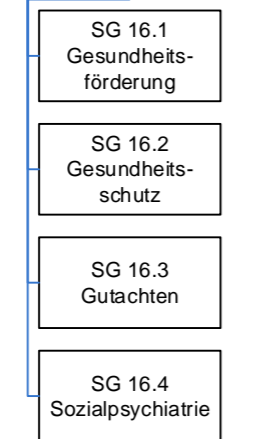 SG 16.1
Gesundheits-
förderung
SG 16.2
Gesundheits-
schutz
SG 16.3
Gutachten
SG 16.4
Sozialpsychiatrie